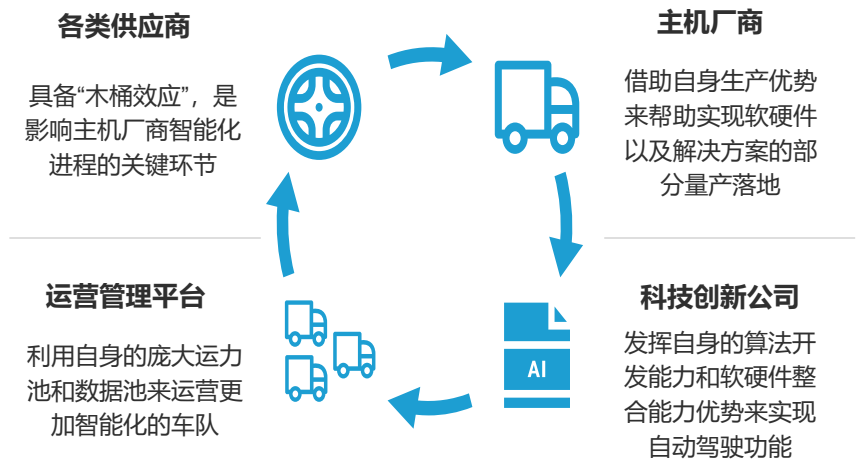 各类供应商
具备“木桶效应”，是
影响主机厂商智能化
进程的关键环节
主机厂商
借助自身生产优势
来帮助实现软硬件
以及解决方案的部
分量产落地
运营管理平台
利用自身的庞大运力
池和数据池来运营更
加智能化的车队
科技创新公司
发挥自身的算法开
发能力和软硬件整
合能力优势来实现
自动驾驶功能
AI